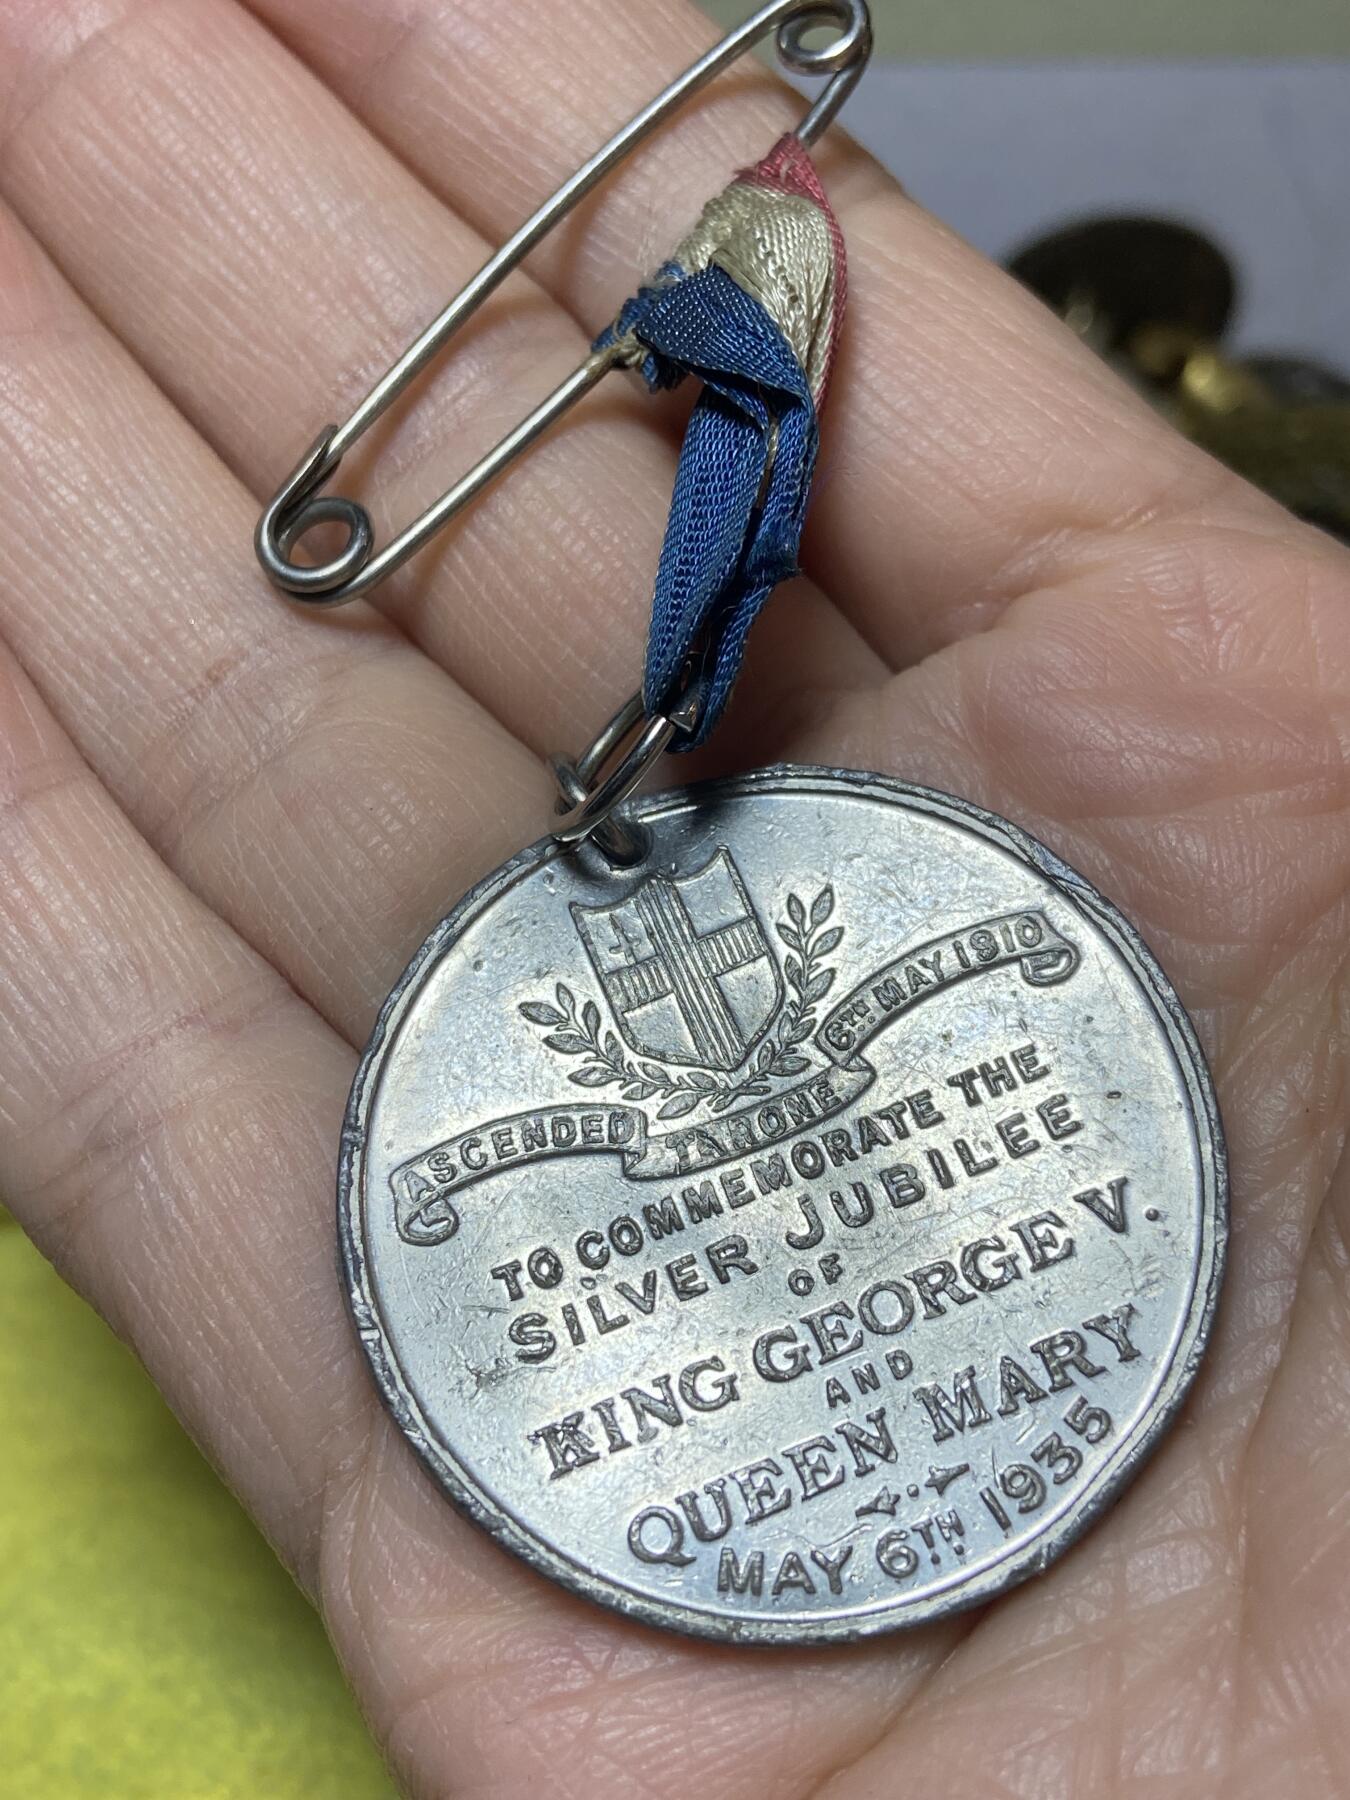 ASCENDED THRONE 6TH MAY 1910
TO COMMEMORATE THE
SILVER JUBILEE
OF
KING GEORGE V.
AND
QUEEN MARY
MAY 6TH 1935